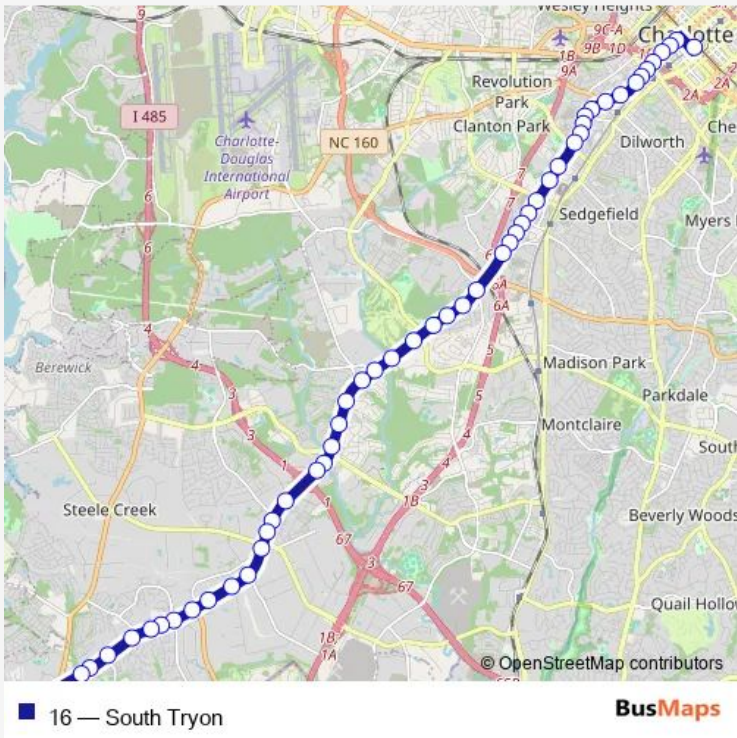 9
Wesley Heights
9C-A
9B 1D
Charlotte
1B
9A
Revolution
Park
2A
2A
I 485
Clanton Park
NC 160
Charlotte-
Douglas
International
Airport
Dilworth
Che
7
7
6
Sedgefield
Myers
6
6
6A
6A
4
5
Berewick
4
Madison Park
3
Parkdale
3
Montclaire
4
4
South
1
3
1B
Steele Creek
1
Beverly Woods
67
3
67
Quail Hollow
1B
1A
© OpenStreetMap contributors
16 — South Tryon
BusMaps